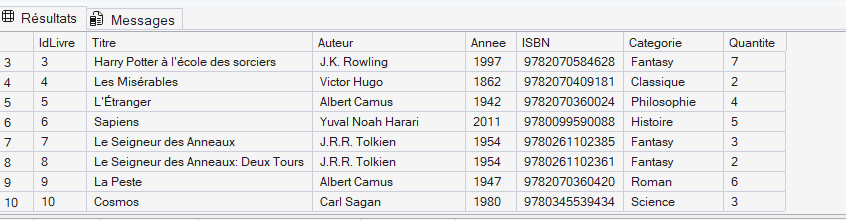 Résultats Messages
IdLivre Titre Auteur Annee ISBN Categorie Quantite
3 3 Harry Potter à l'école des sorciers J.K. Rowling 1997 9782070584628 Fantasy 7
4 4 Les Misérables Victor Hugo 1862 9782070409181 Classique 2
5 5 L'Étranger Albert Camus 1942 9782070360024 Philosophie 4
6 6 Sapiens Yuval Noah Harari 2011 9780099590088 Histoire 5
7 7 Le Seigneur des Anneaux J.R.R. Tolkien 1954 9780261102385 Fantasy 3
8 8 Le Seigneur des Anneaux: Deux Tours J.R.R. Tolkien 1954 9780261102361 Fantasy 2
9 9 La Peste Albert Camus 1947 9782070360420 Roman 6
10 10 Cosmos Carl Sagan 1980 9780345539434 Science 3